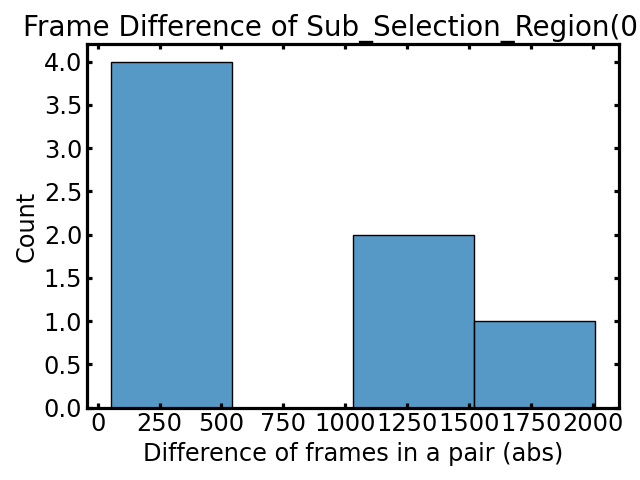 Frame Difference of Sub_Selection_Region(0
4.0
3.5
3.0
2.5
2.0
1.5
1.0
0.5
0.0
Count
0 250 500 750 1000 1250 1500 1750 2000
Difference of frames in a pair (abs)